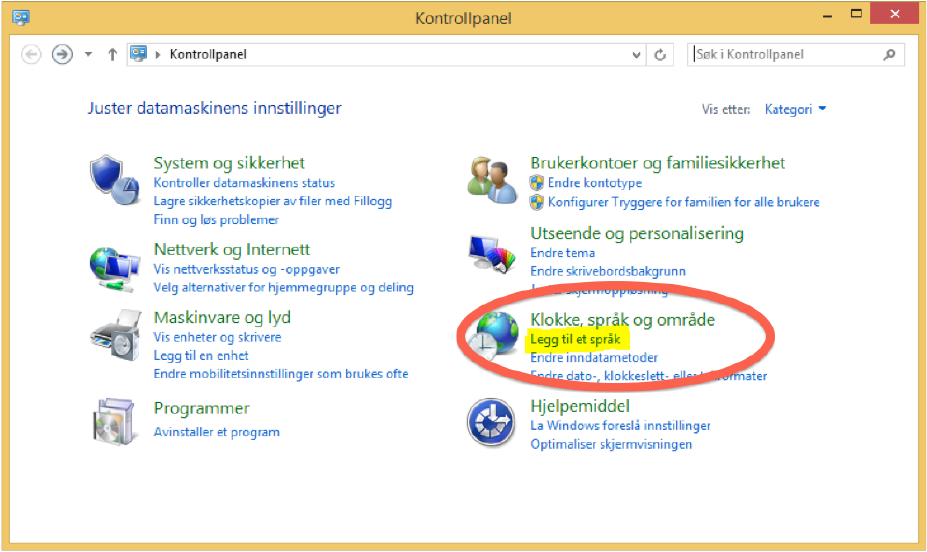 Kontrollpanel
Kontrollpanel
Søk i Kontrollpanel
Juster datamaskinens innstillinger
Vis etter: Kategori
System og sikkerhet
Kontroller datamaskinens status
Lagre sikkerhetskopier av filer med Fillogg
Finn og løs problemer
Nettverk og Internett
Vis nettverksstatus og -oppgaver
Velg alternativer for hjemmegruppe og deling
Maskinvare og lyd
Vis enheter og skrivere
Legg til en enhet
Endre mobilitetsinnstillinger som brukes ofte
Programmer
Avinstaller et program
Brukerkontoer og familiesikkerhet
Endre kontotype
Konfigurer Tryggere for familien for alle brukere
Utseende og personalisering
Endre tema
Endre skrivebordsbakgrunn
skjermoppløsning
Klokke, språk og område
Legg til et språk
Endre inndatametoder
Endre dato-, klokkeslett- eller
Hjelpemiddel
La Windows foreslå innstillinger
Optimaliser skjermvisningen